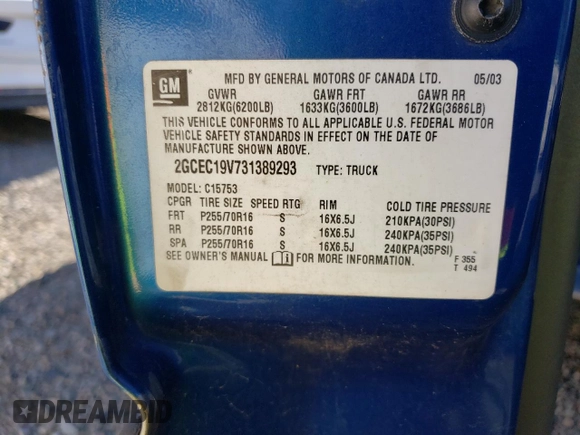 GM
MFD BY GENERAL MOTORS OF CANADA LTD. 05/03
GVWR GAWR FRT GAWR RR
2812KG(6200LB) 1633KG(3600LB) 1672KG(3686LB)
THIS VEHICLE CONFORMS TO ALL APPLICABLE U.S. FEDERAL MOTOR
VEHICLE SAFETY STANDARDS IN EFFECT ON THE DATE OF
MANUFACTURE SHOWN ABOVE.
2GCEC19V731389293 TYPE: TRUCK
MODEL: C15753
CPGR TIRE SIZE SPEED RTG RIM COLD TIRE PRESSURE
FRT P255/70R16 S 16X6.5J 210KPA(30PSI)
RR P255/70R16 S 16X6.5J 240KPA(35PSI)
SPA P255/70R16 S 16X6.5J 240KPA(35PSI)
SEE OWNER'S MANUAL FOR MORE INFORMATION.
F 355
T 494
DREAMBID